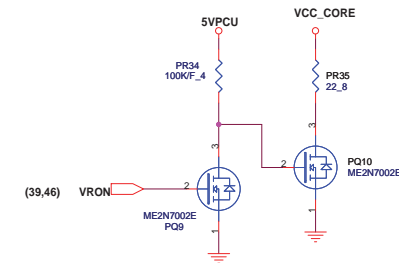 5VPCU
VCC_CORE
PR34
100K/F_4
PR35
22_8
3
3
2
PQ10
ME2N7002E
(39,46)
VRON
2
ME2N7002E
PQ9
1
1